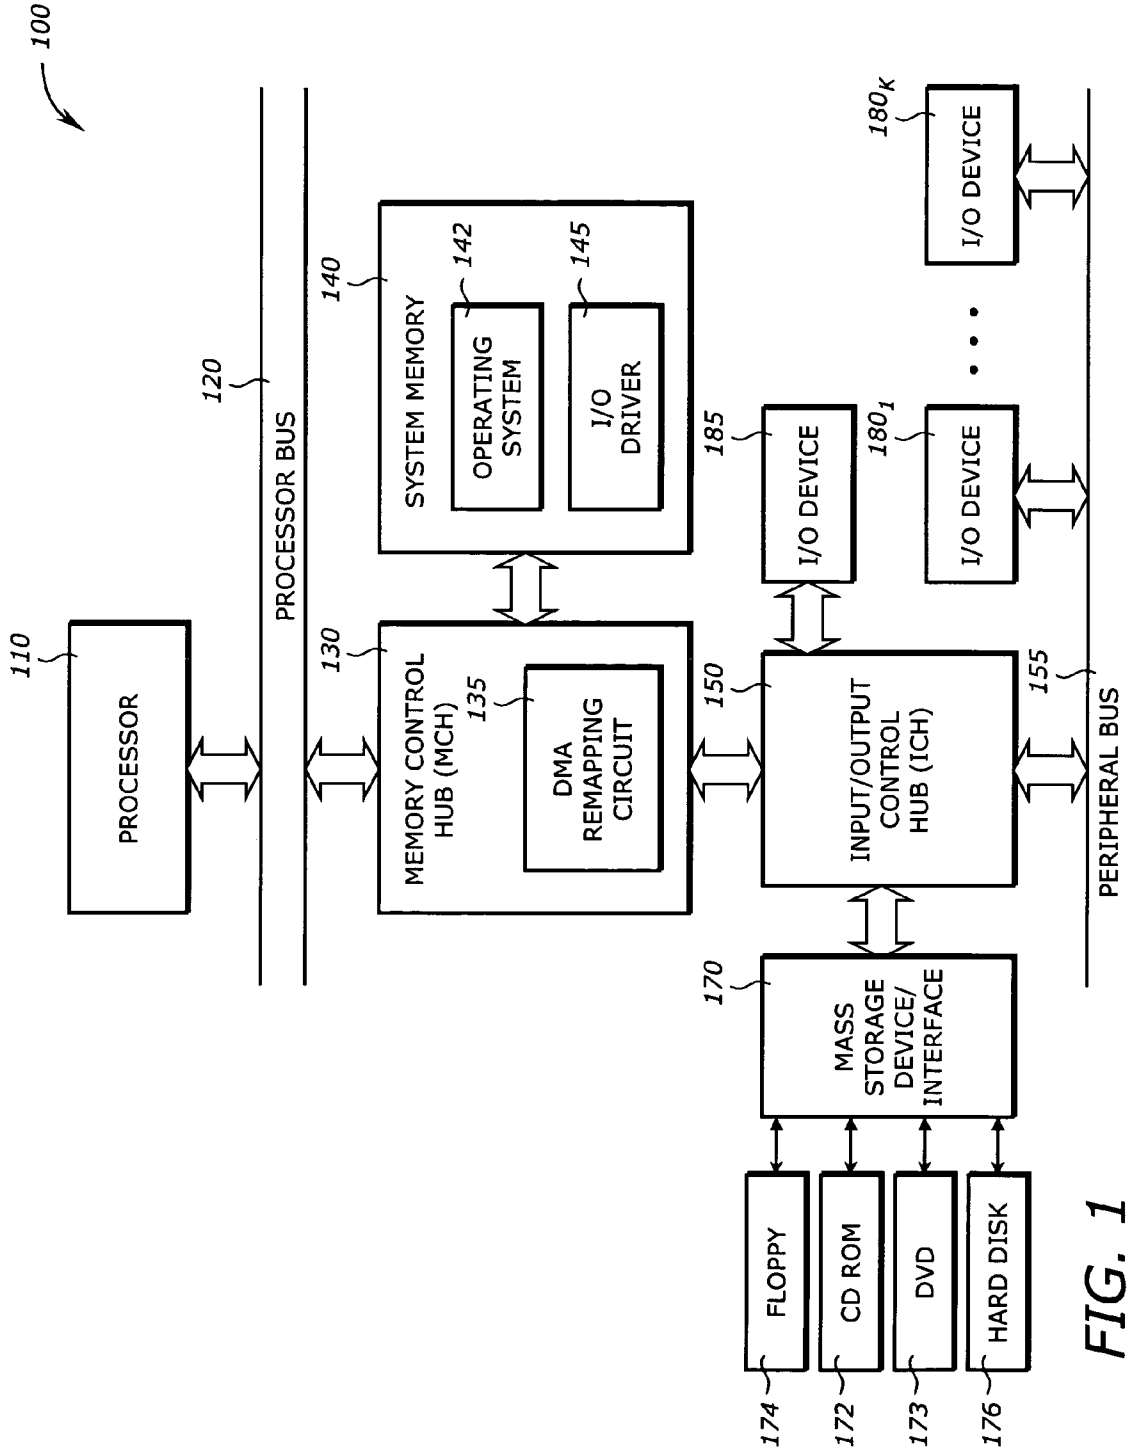 100
110
PROCESSOR
120
PROCESSOR BUS
130
MEMORY CONTROL
HUB (MCH)
135
DMA
REMAPPING
CIRCUIT
140
SYSTEM MEMORY
142
OPERATING
SYSTEM
145
I/O
DRIVER
150
INPUT/OUTPUT
CONTROL
HUB (ICH)
185
I/O DEVICE
170
MASS
STORAGE
DEVICE/
INTERFACE
174
FLOPPY
172
CD ROM
173
DVD
176
HARD DISK
180₁
I/O DEVICE
• • •
180K
I/O DEVICE
155
PERIPHERAL BUS
FIG. 1